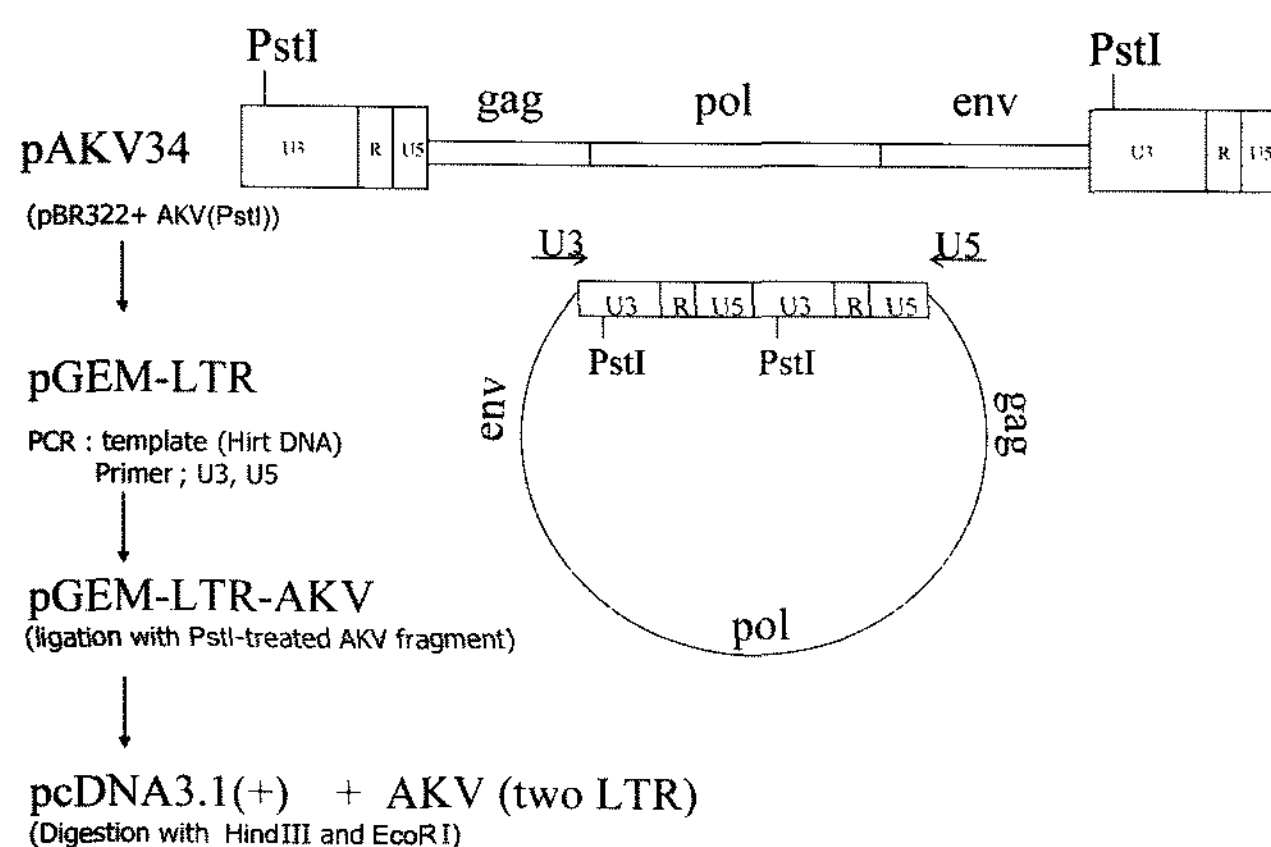 PstI
PstI
gag
pol
env
pAKV34
U3
R
U5
U3
R
U5
(pBR322+ AKV(PstI))
U3
U5
U3
R
U5
U3
R
U5
PstI
PstI
pGEM-LTR
env
gag
PCR : template (Hirt DNA)
Primer ; U3, U5
pGEM-LTR-AKV
(ligation with PstI-treated AKV fragment)
pol
pcDNA3.1(+) + AKV (two LTR)
(Digestion with HindIII and EcoRI)